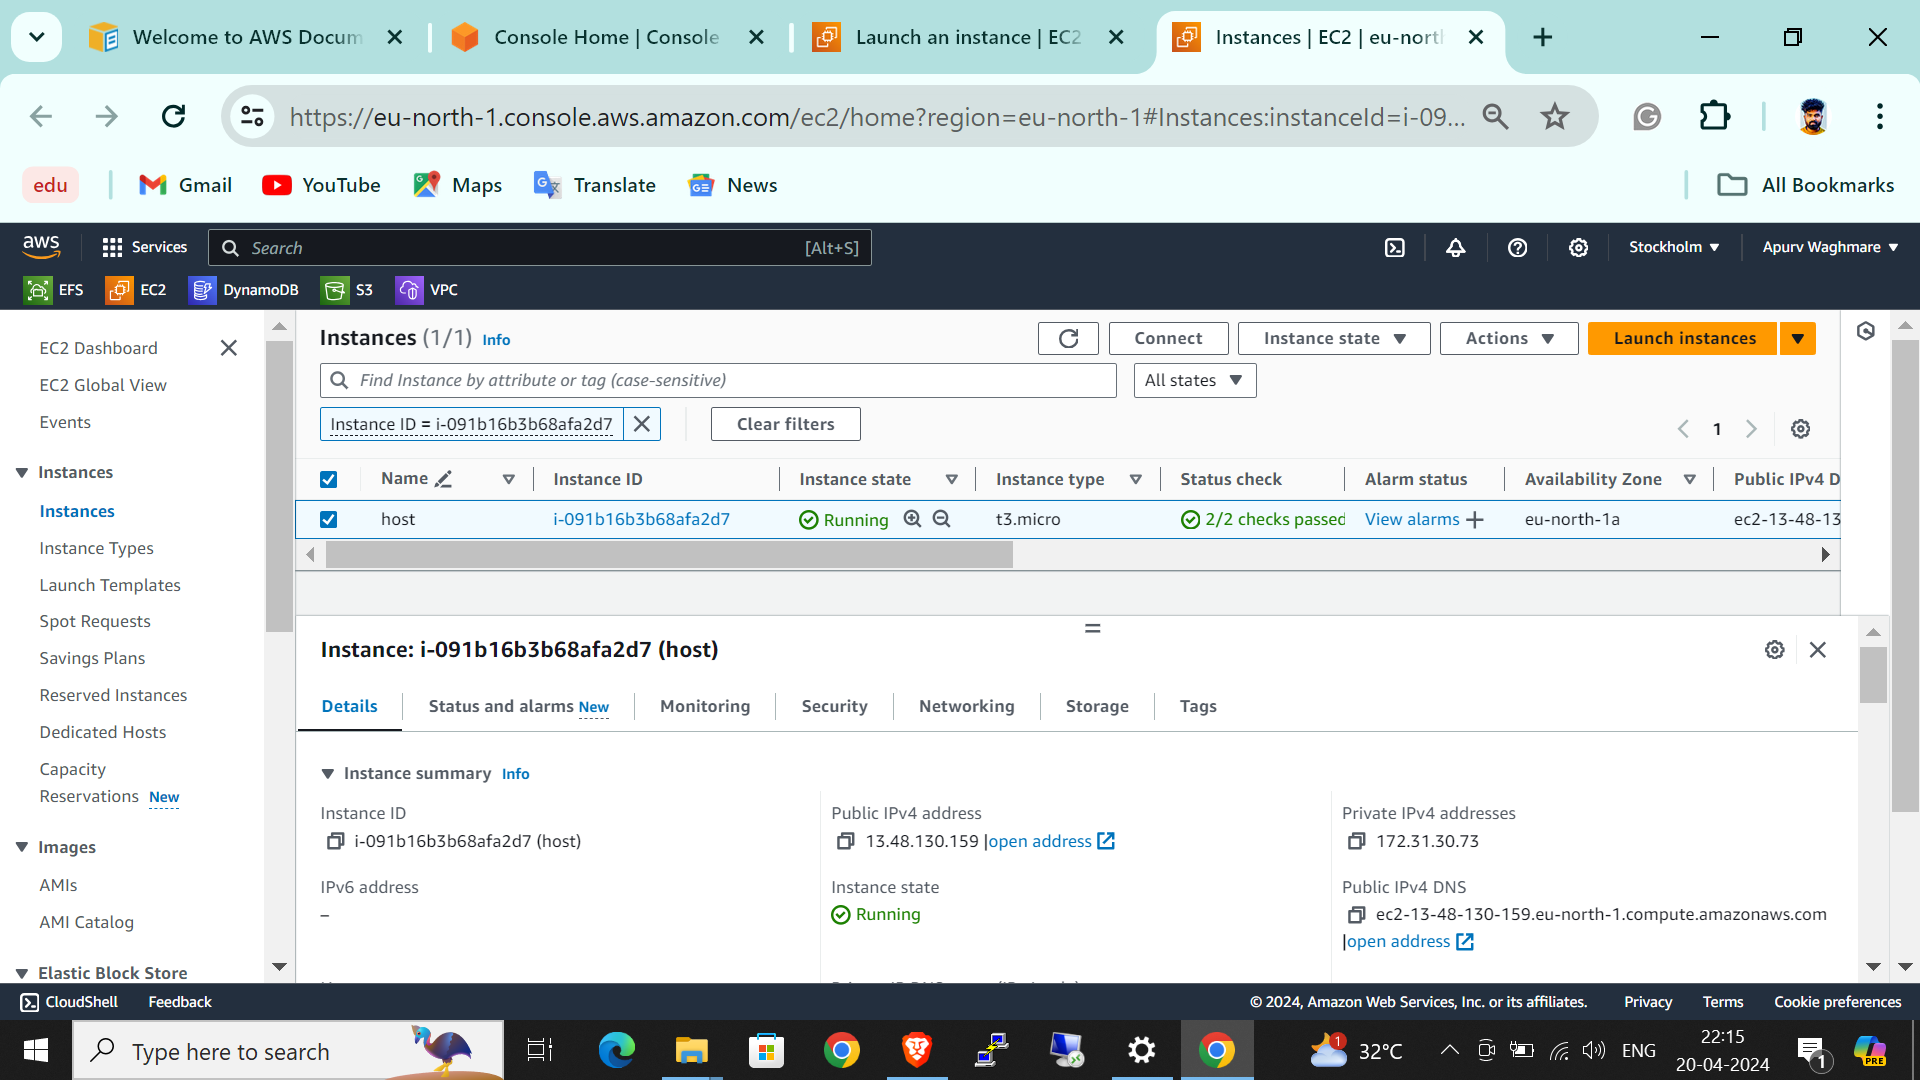 Welcome to AWS Docum
Console Home | Console
Launch an instance | EC2
Instances | EC2 | eu-nort
https://eu-north-1.console.aws.amazon.com/ec2/home?region=eu-north-1#Instances:instanceId=i-09...
edu
Gmail
YouTube
Maps
Translate
News
All Bookmarks
aws
Services
Search
[Alt+S]
Stockholm
Apurv Waghmare
EFS
EC2
DynamoDB
S3
VPC
EC2 Dashboard
EC2 Global View
Events
Instances
Instances
Instance Types
Launch Templates
Spot Requests
Savings Plans
Reserved Instances
Dedicated Hosts
Capacity
Reservations New
Images
AMIs
AMI Catalog
Elastic Block Store
Instances (1/1) Info
Connect
Instance state
Actions
Launch instances
Find Instance by attribute or tag (case-sensitive)
All states
Instance ID = i-091b16b3b68afa2d7
Clear filters
1
Name
Instance ID
Instance state
Instance type
Status check
Alarm status
Availability Zone
Public IPv4 D
host
i-091b16b3b68afa2d7
Running
t3.micro
2/2 checks passed
View alarms +
eu-north-1a
ec2-13-48-13
Instance: i-091b16b3b68afa2d7 (host)
Details
Status and alarms New
Monitoring
Security
Networking
Storage
Tags
Instance summary Info
Instance ID
i-091b16b3b68afa2d7 (host)
Public IPv4 address
13.48.130.159 |open address
Private IPv4 addresses
172.31.30.73
IPv6 address
–
Instance state
Running
Public IPv4 DNS
ec2-13-48-130-159.eu-north-1.compute.amazonaws.com
|open address
CloudShell
Feedback
© 2024, Amazon Web Services, Inc. or its affiliates.
Privacy
Terms
Cookie preferences
Type here to search
1
32°C
ENG
22:15
20-04-2024
1
PRE